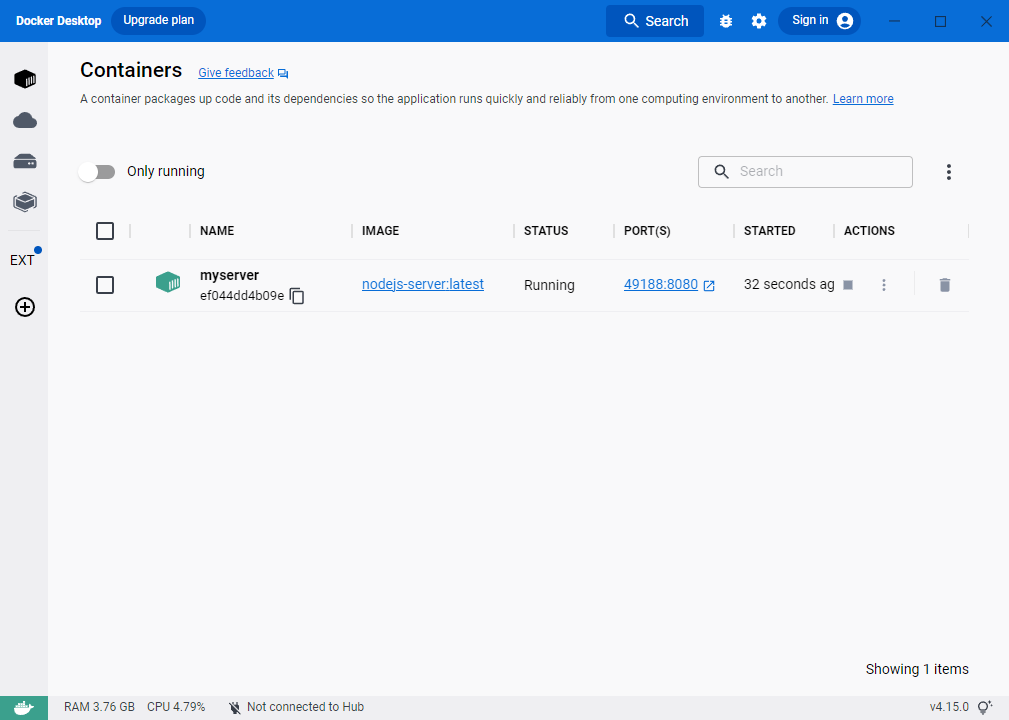 Docker Desktop Upgrade plan Search Sign in
Containers Give feedback
A container packages up code and its dependencies so the application runs quickly and reliably from one computing environment to another. Learn more
Only running Search
NAME IMAGE STATUS PORT(S) STARTED ACTIONS
EXT
myserver
ef044dd4b09e nodejs-server:latest Running 49188:8080 32 seconds ag
Showing 1 items
RAM 3.76 GB CPU 4.79% Not connected to Hub v4.15.0